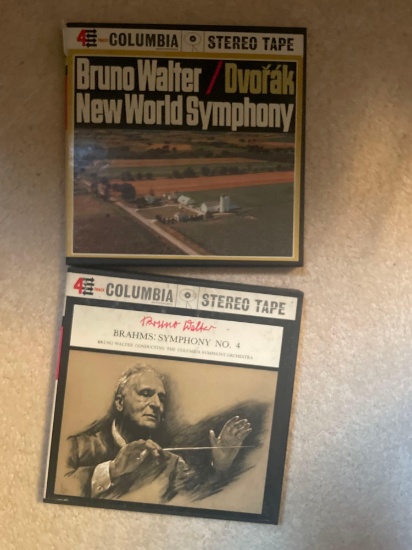 4 TRACK COLUMBIA STEREO TAPE
Bruno Walter / Dvořák
New World Symphony
4 TRACK COLUMBIA STEREO TAPE
Bruno Walter
BRAHMS: SYMPHONY NO. 4
BRUNO WALTER CONDUCTING THE COLUMBIA SYMPHONY ORCHESTRA